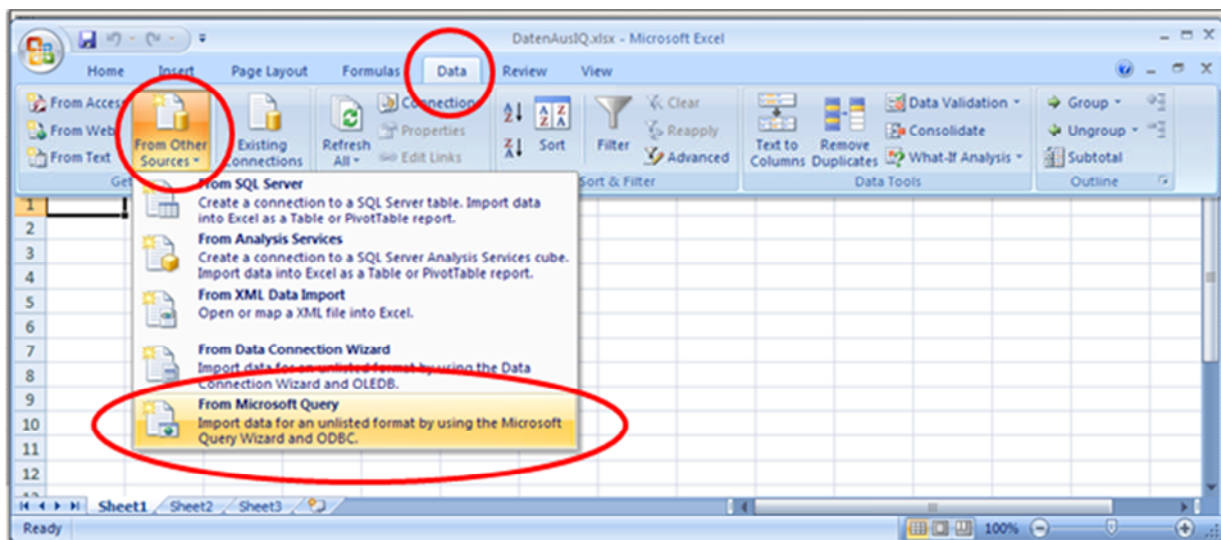 DatenAusIQ.xlsx - Microsoft Excel
Home Insert Page Layout Formulas Data Review View
From Access
From Web
From Text
From Other Sources
Existing Connections
Refresh All
Connections
Properties
Edit Links
A Z
Z A
Sort
Filter
Clear
Reapply
Advanced
Text to Columns
Remove Duplicates
Data Validation
Consolidate
What-If Analysis
Group
Ungroup
Subtotal
Sort & Filter
Data Tools
Outline
From SQL Server
Create a connection to a SQL Server table. Import data
into Excel as a Table or PivotTable report.
From Analysis Services
Create a connection to a SQL Server Analysis Services cube.
Import data into Excel as a Table or PivotTable report.
From XML Data Import
Open or map a XML file into Excel.
From Data Connection Wizard
Import data for an unlisted format by using the Data
Connection Wizard and OLEDB.
From Microsoft Query
Import data for an unlisted format by using the Microsoft
Query Wizard and ODBC.
1
2
3
4
5
6
7
8
9
10
11
12
Sheet1 Sheet2 Sheet3
Ready
100%